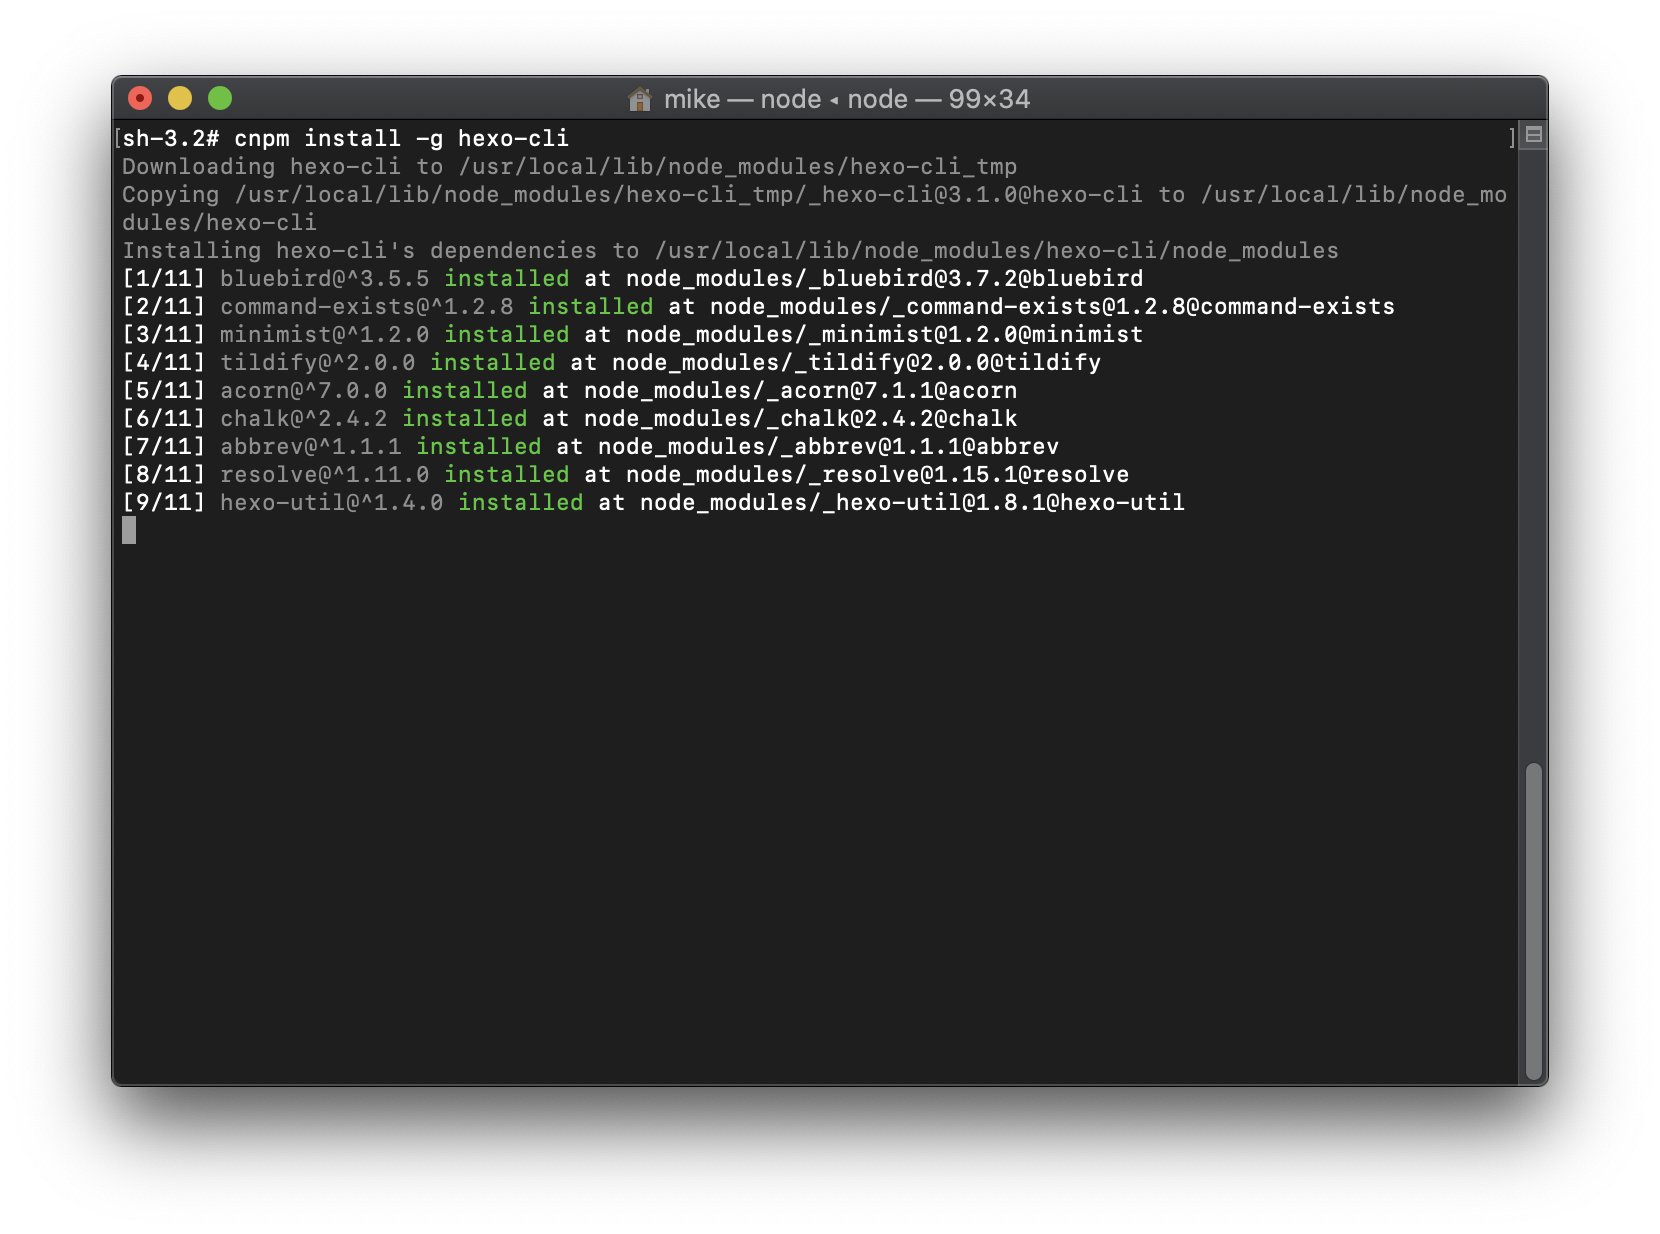 mike — node ◂ node — 99×34
[sh-3.2# cnpm install -g hexo-cli ]
Downloading hexo-cli to /usr/local/lib/node_modules/hexo-cli_tmp
Copying /usr/local/lib/node_modules/hexo-cli_tmp/_hexo-cli@3.1.0@hexo-cli to /usr/local/lib/node_mo
dules/hexo-cli
Installing hexo-cli's dependencies to /usr/local/lib/node_modules/hexo-cli/node_modules
[1/11] bluebird@^3.5.5 installed at node_modules/_bluebird@3.7.2@bluebird
[2/11] command-exists@^1.2.8 installed at node_modules/_command-exists@1.2.8@command-exists
[3/11] minimist@^1.2.0 installed at node_modules/_minimist@1.2.0@minimist
[4/11] tildify@^2.0.0 installed at node_modules/_tildify@2.0.0@tildify
[5/11] acorn@^7.0.0 installed at node_modules/_acorn@7.1.1@acorn
[6/11] chalk@^2.4.2 installed at node_modules/_chalk@2.4.2@chalk
[7/11] abbrev@^1.1.1 installed at node_modules/_abbrev@1.1.1@abbrev
[8/11] resolve@^1.11.0 installed at node_modules/_resolve@1.15.1@resolve
[9/11] hexo-util@^1.4.0 installed at node_modules/_hexo-util@1.8.1@hexo-util